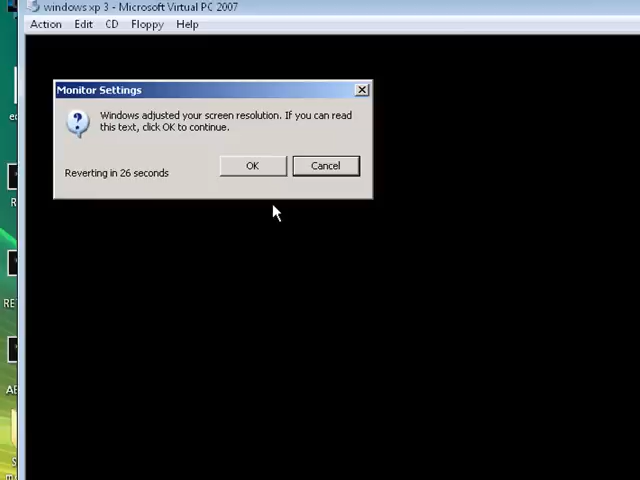 windows xp 3 - Microsoft Virtual PC 2007
Action Edit CD Floppy Help
Monitor Settings
Windows adjusted your screen resolution. If you can read
this text, click OK to continue.
OK Cancel
Reverting in 26 seconds